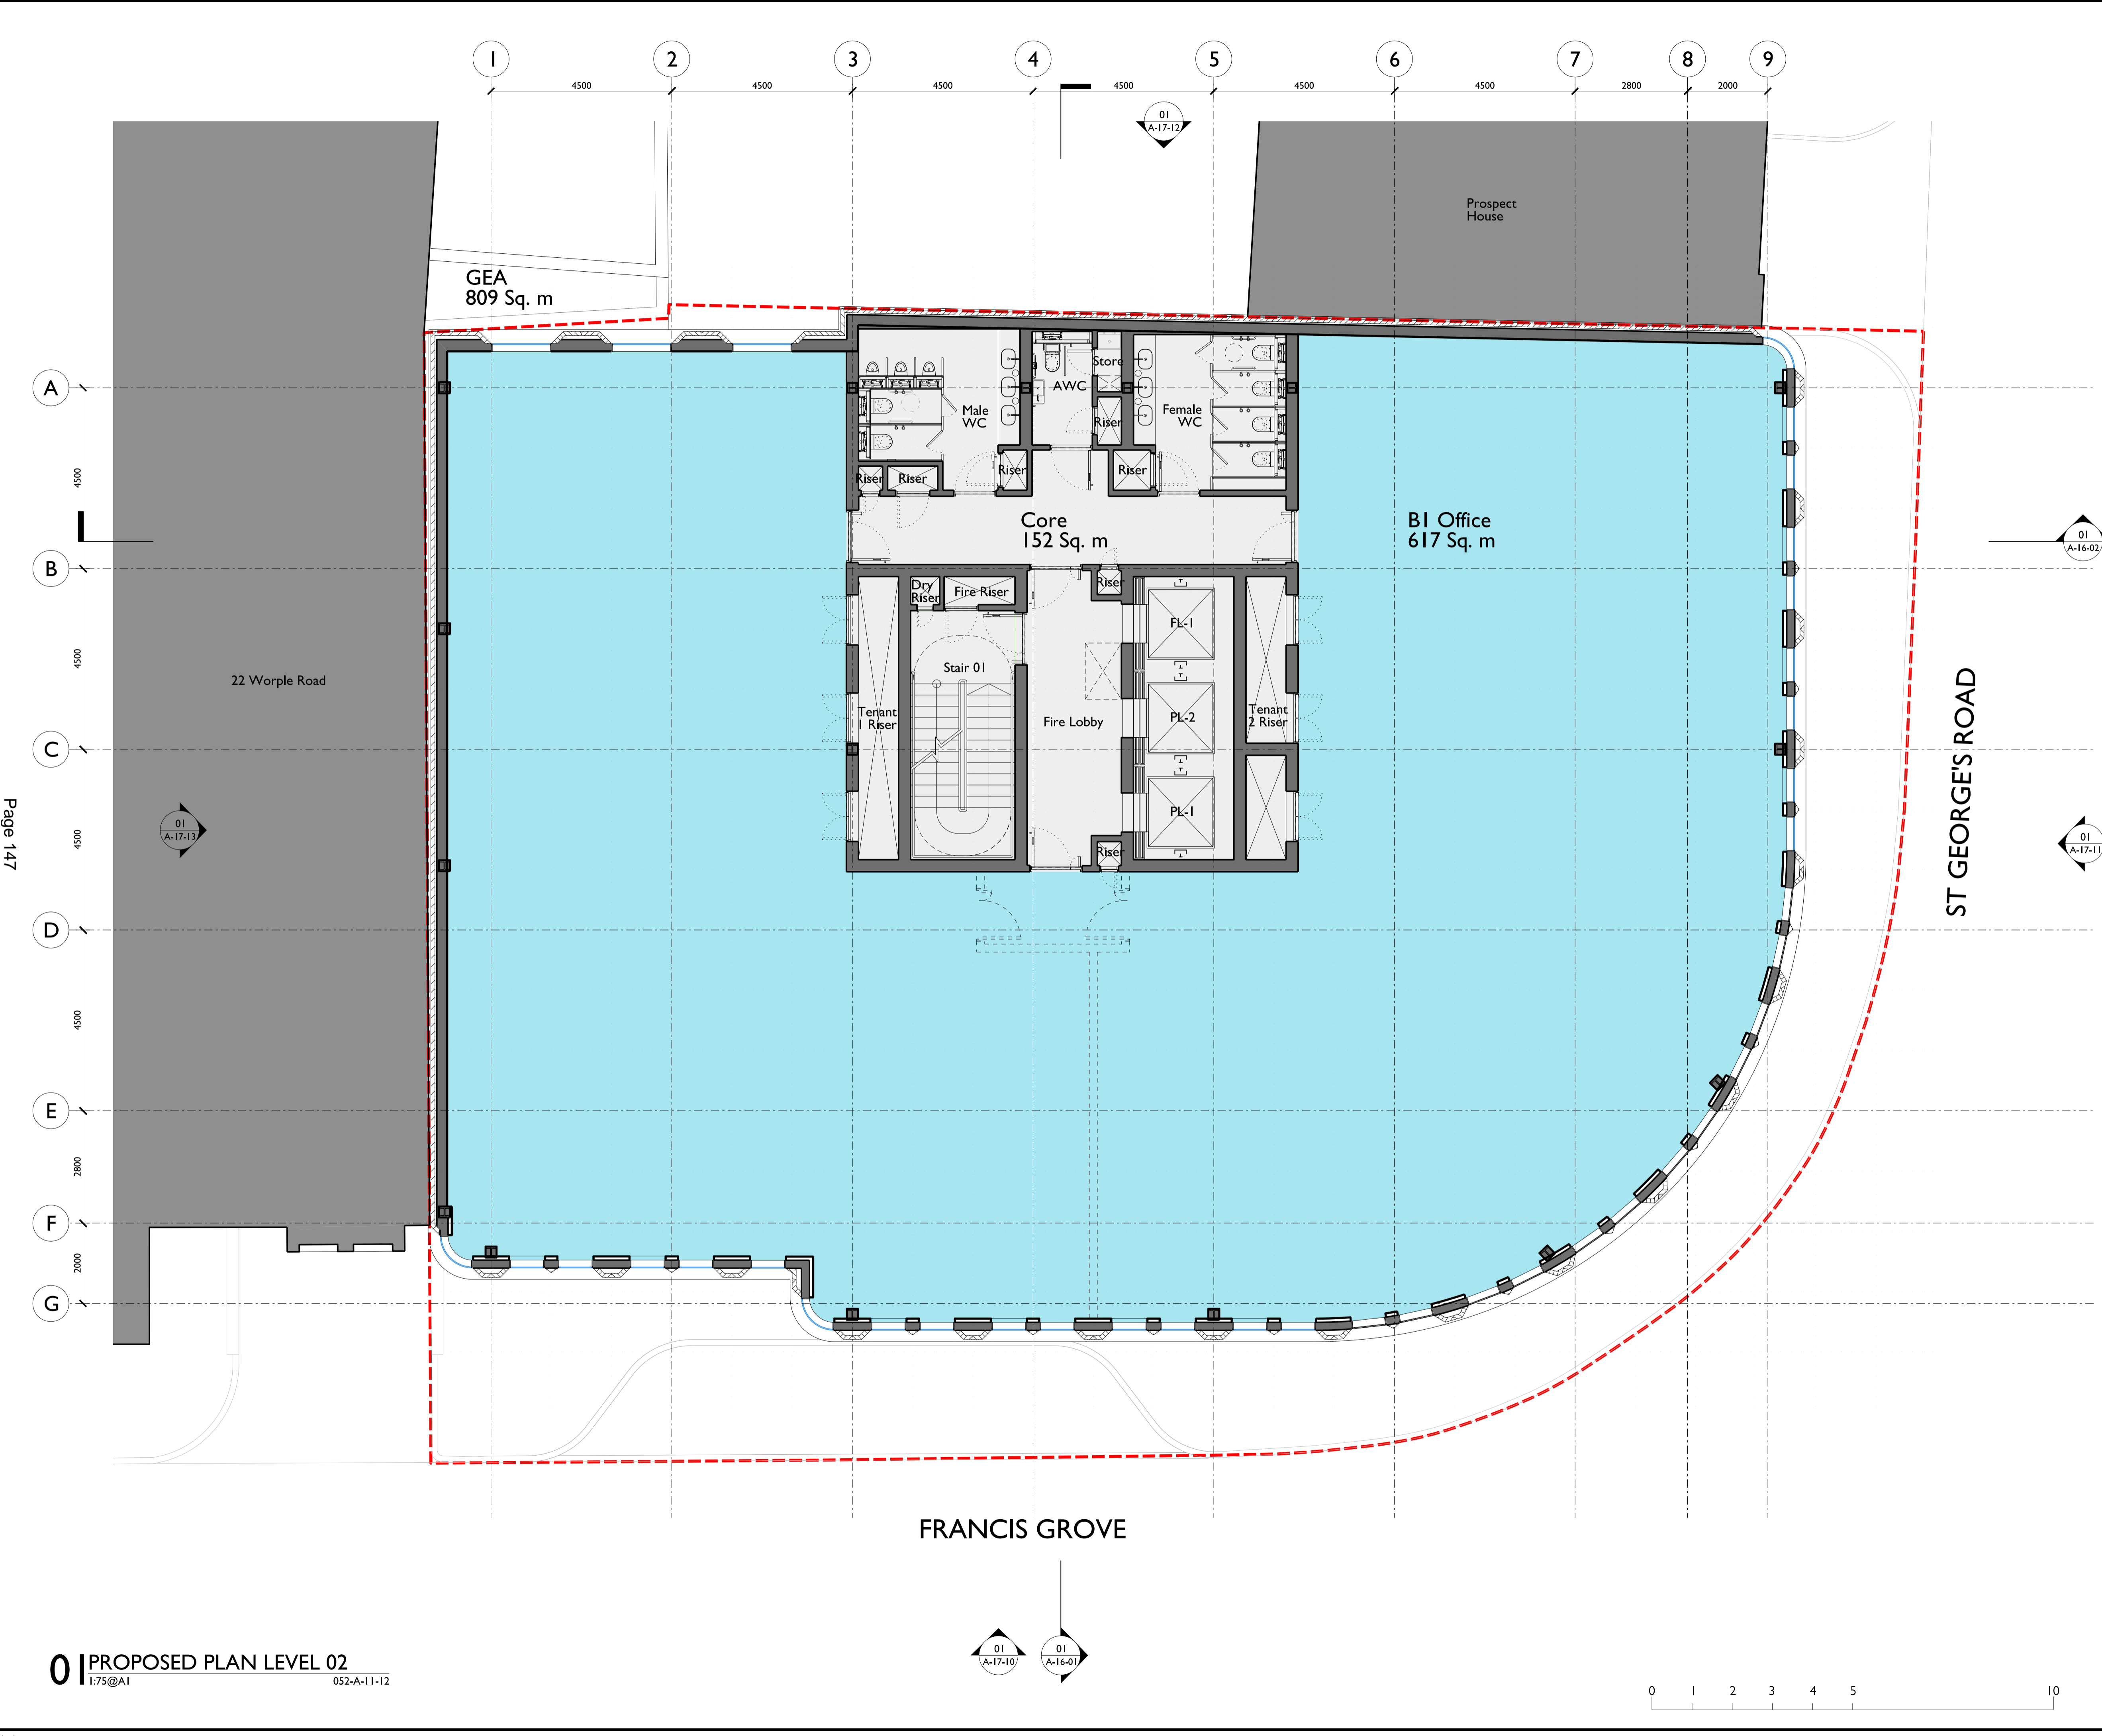 1 2 3 4 5 6 7 8 9
4500 4500 4500 4500 4500 4500 2800 2000
01
A-17-12
Prospect
House
GEA
809 Sq. m
A
Store
AWC
Male
WC
Female
WC
Riser
Riser
Riser
Riser
Riser
4500
Core
152 Sq. m
B1 Office
617 Sq. m
01
A-16-02
B
Dry
Riser
Fire Riser
Riser
FL-1
4500
22 Worple Road
Stair 01
Tenant
1 Riser
Fire Lobby
PL-2
Tenant
2 Riser
C
ST GEORGE'S ROAD
Page 147
01
A-17-13
4500
PL-1
Riser
01
A-17-11
D
4500
E
2800
F
2000
G
FRANCIS GROVE
01
A-17-10
01
A-16-01
01 PROPOSED PLAN LEVEL 02
1:75@A1 052-A-11-12
0 1 2 3 4 5 10